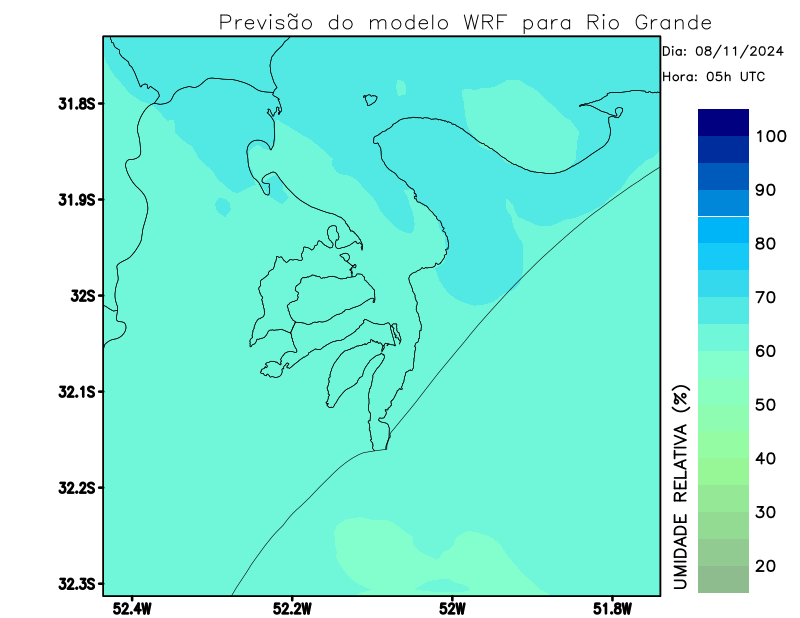 Previsão do modelo WRF para Rio Grande
Dia: 08/11/2024
Hora: 05h UTC
31.8S
31.9S
32S
32.1S
32.2S
32.3S
52.4W
52.2W
52W
51.8W
100
90
80
70
60
50
40
30
20
UMIDADE RELATIVA (%)